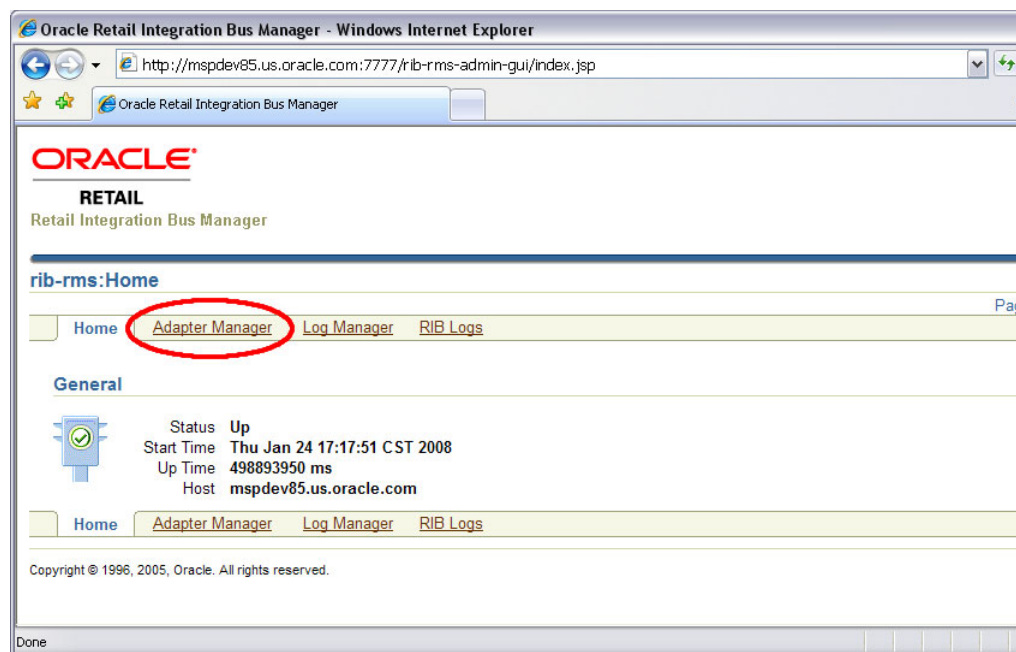 Oracle Retail Integration Bus Manager - Windows Internet Explorer
http://mspdev85.us.oracle.com:7777/rib-rms-admin-gui/index.jsp
Oracle Retail Integration Bus Manager
ORACLE
RETAIL
Retail Integration Bus Manager
rib-rms:Home
Pag
Home Adapter Manager Log Manager RIB Logs
General
Status Up
Start Time Thu Jan 24 17:17:51 CST 2008
Up Time 498893950 ms
Host mspdev85.us.oracle.com
Home Adapter Manager Log Manager RIB Logs
Copyright © 1996, 2005, Oracle. All rights reserved.
Done